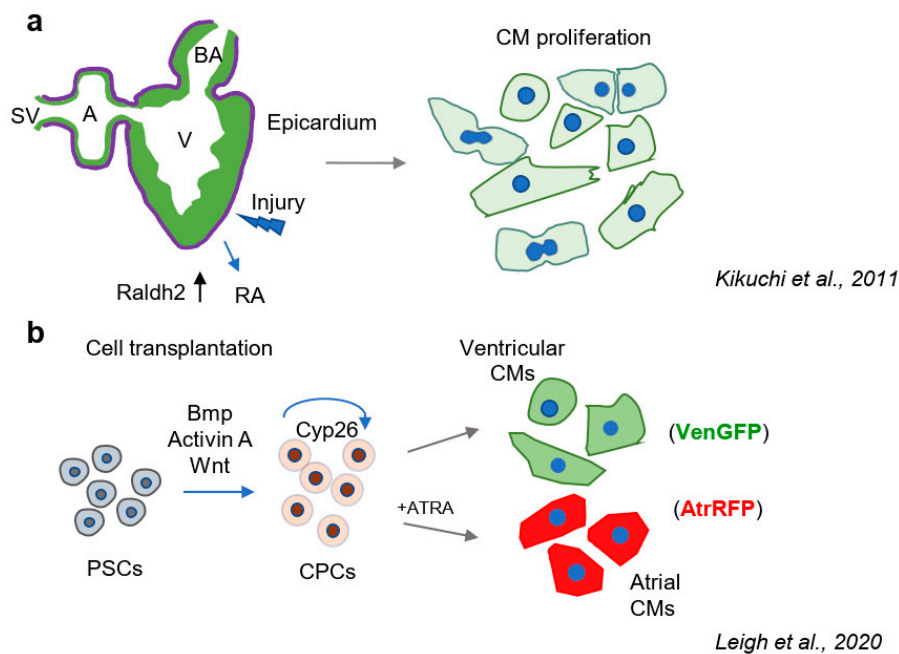 a
CM proliferation
BA
SV
A
V
Epicardium
Injury
Raldh2
RA
Kikuchi et al., 2011
b
Cell transplantation
Ventricular
CMs
Bmp
Activin A
Wnt
Cyp26
(VenGFP)
+ATRA
(AtrRFP)
PSCs
CPCs
Atrial
CMs
Leigh et al., 2020